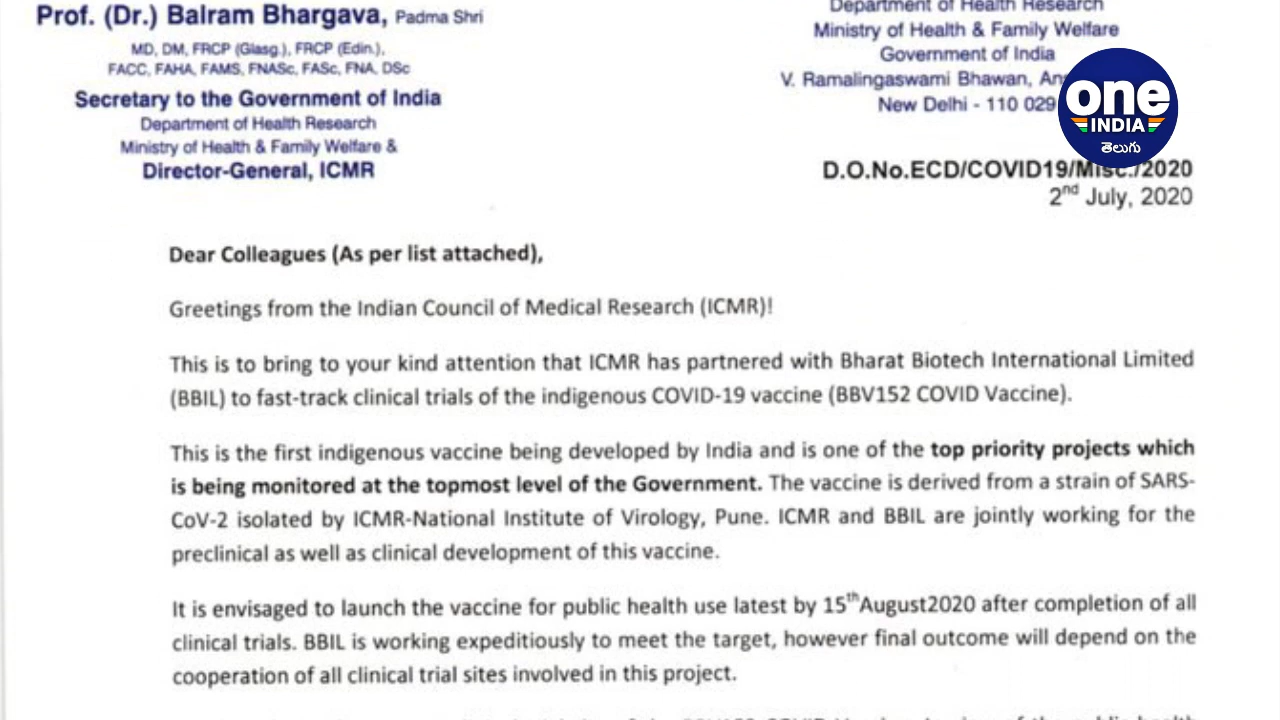 Prof. (Dr.) Balram Bhargava, Padma Shri
MD, DM, FRCP (Glasg.), FRCP (Edin.),
FACC, FAHA, FAMS, FNASc, FASc, FNA, DSc
Secretary to the Government of India
Department of Health Research
Ministry of Health & Family Welfare &
Director-General, ICMR
Department of Health Research
Ministry of Health & Family Welfare
Government of India
V. Ramalingaswami Bhawan,
New Delhi - 110 029
one
INDIA
తెలుగు
D.O.No.ECD/COVID19/Misc./2020
2nd July, 2020
Dear Colleagues (As per list attached),
Greetings from the Indian Council of Medical Research (ICMR)!
This is to bring to your kind attention that ICMR has partnered with Bharat Biotech International Limited
(BBIL) to fast-track clinical trials of the indigenous COVID-19 vaccine (BBV152 COVID Vaccine).
This is the first indigenous vaccine being developed by India and is one of the top priority projects which
is being monitored at the topmost level of the Government. The vaccine is derived from a strain of SARS-
CoV-2 isolated by ICMR-National Institute of Virology, Pune. ICMR and BBIL are jointly working for the
preclinical as well as clinical development of this vaccine.
It is envisaged to launch the vaccine for public health use latest by 15thAugust2020 after completion of all
clinical trials. BBIL is working expeditiously to meet the target, however final outcome will depend on the
cooperation of all clinical trial sites involved in this project.